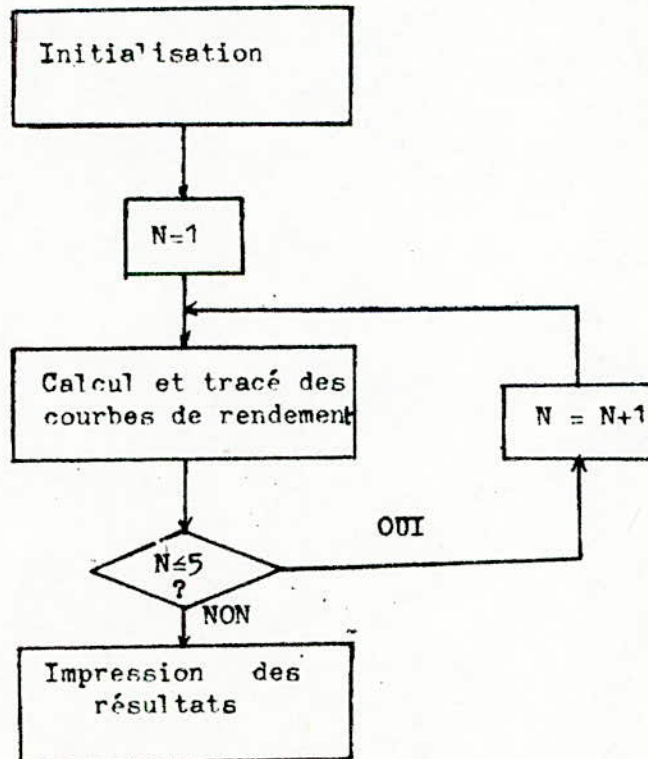 Initialisation
N=1
Calcul et tracé des
courbes de rendement
N = N+1
OUI
N≤5
?
NON
Impression des
résultats